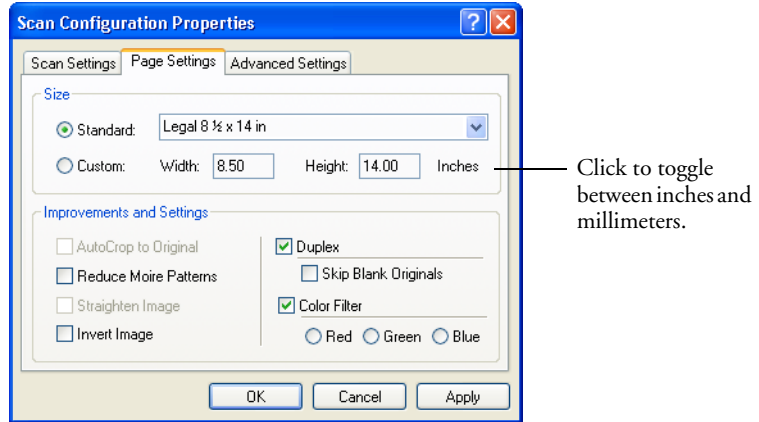 Scan Configuration Properties
Scan Settings Page Settings Advanced Settings
Size
Standard: Legal 8 ½ x 14 in
Custom: Width: 8.50 Height: 14.00 Inches
Click to toggle
between inches and
millimeters.
Improvements and Settings
AutoCrop to Original
Reduce Moire Patterns
Straighten Image
Invert Image
Duplex
Skip Blank Originals
Color Filter
Red Green Blue
OK Cancel Apply